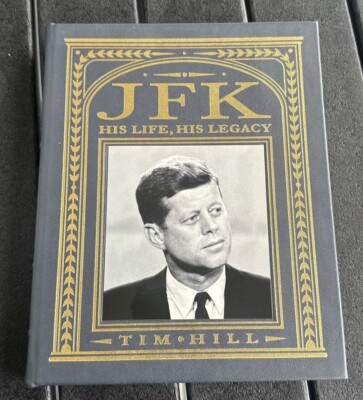 JFK
HIS LIFE, HIS LEGACY
TIM • HILL